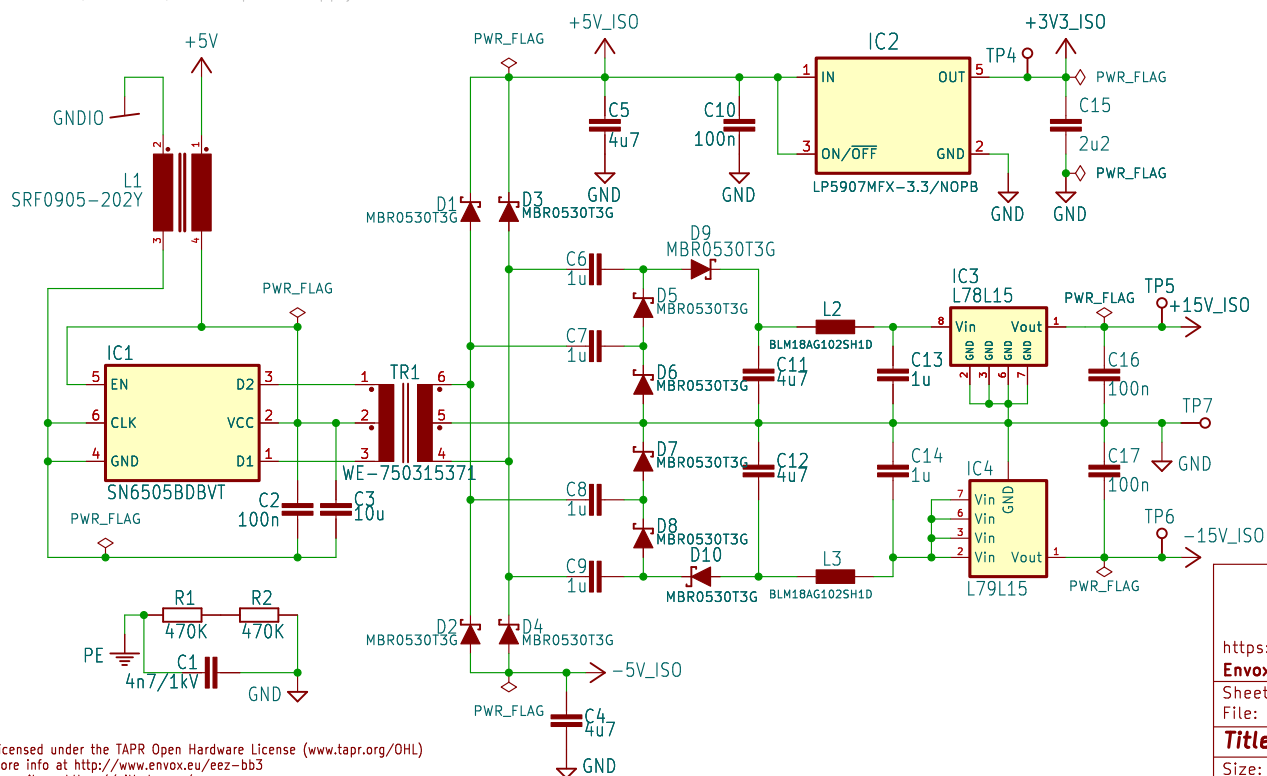 +5V
GNDIO
2
1
L1
SRF0905-202Y
3
4
PWR_FLAG
IC1
5
EN
D2
3
6
CLK
VCC
2
4
GND
D1
1
SN6505BDBVT
PWR_FLAG
C2
100n
C3
10u
TR1
1
6
2
5
3
4
WE-750315371
R1
470K
R2
470K
PE
C1
4n7/1kV
GND
PWR_FLAG
+5V_ISO
C5
4u7
GND
C10
100n
GND
IC2
1
IN
OUT
5
3
ON/OFF
GND
2
LP5907MFX-3.3/NOPB
GND
TP4
+3V3_ISO
PWR_FLAG
C15
2u2
PWR_FLAG
GND
D1
MBR0530T3G
D3
MBR0530T3G
C6
1u
D9
MBR0530T3G
D5
MBR0530T3G
C7
1u
D6
MBR0530T3G
D7
MBR0530T3G
C8
1u
D8
MBR0530T3G
C9
1u
D10
MBR0530T3G
D2
MBR0530T3G
D4
MBR0530T3G
-5V_ISO
PWR_FLAG
C4
4u7
GND
L2
BLM18AG102SH1D
C11
4u7
C13
1u
C12
4u7
C14
1u
L3
BLM18AG102SH1D
IC3
L78L15
8
Vin
Vout
1
GND
GND
GND
GND
2
3
6
7
PWR_FLAG
TP5
+15V_ISO
C16
100n
TP7
GND
C17
100n
IC4
GND
7
Vin
6
Vin
3
Vin
2
Vin
Vout
1
L79L15
TP6
-15V_ISO
PWR_FLAG
icensed under the TAPR Open Hardware License (www.tapr.org/OHL)
ore info at http://www.envox.eu/eez-bb3
https:
Envox
Sheet
File:
Title
Size: